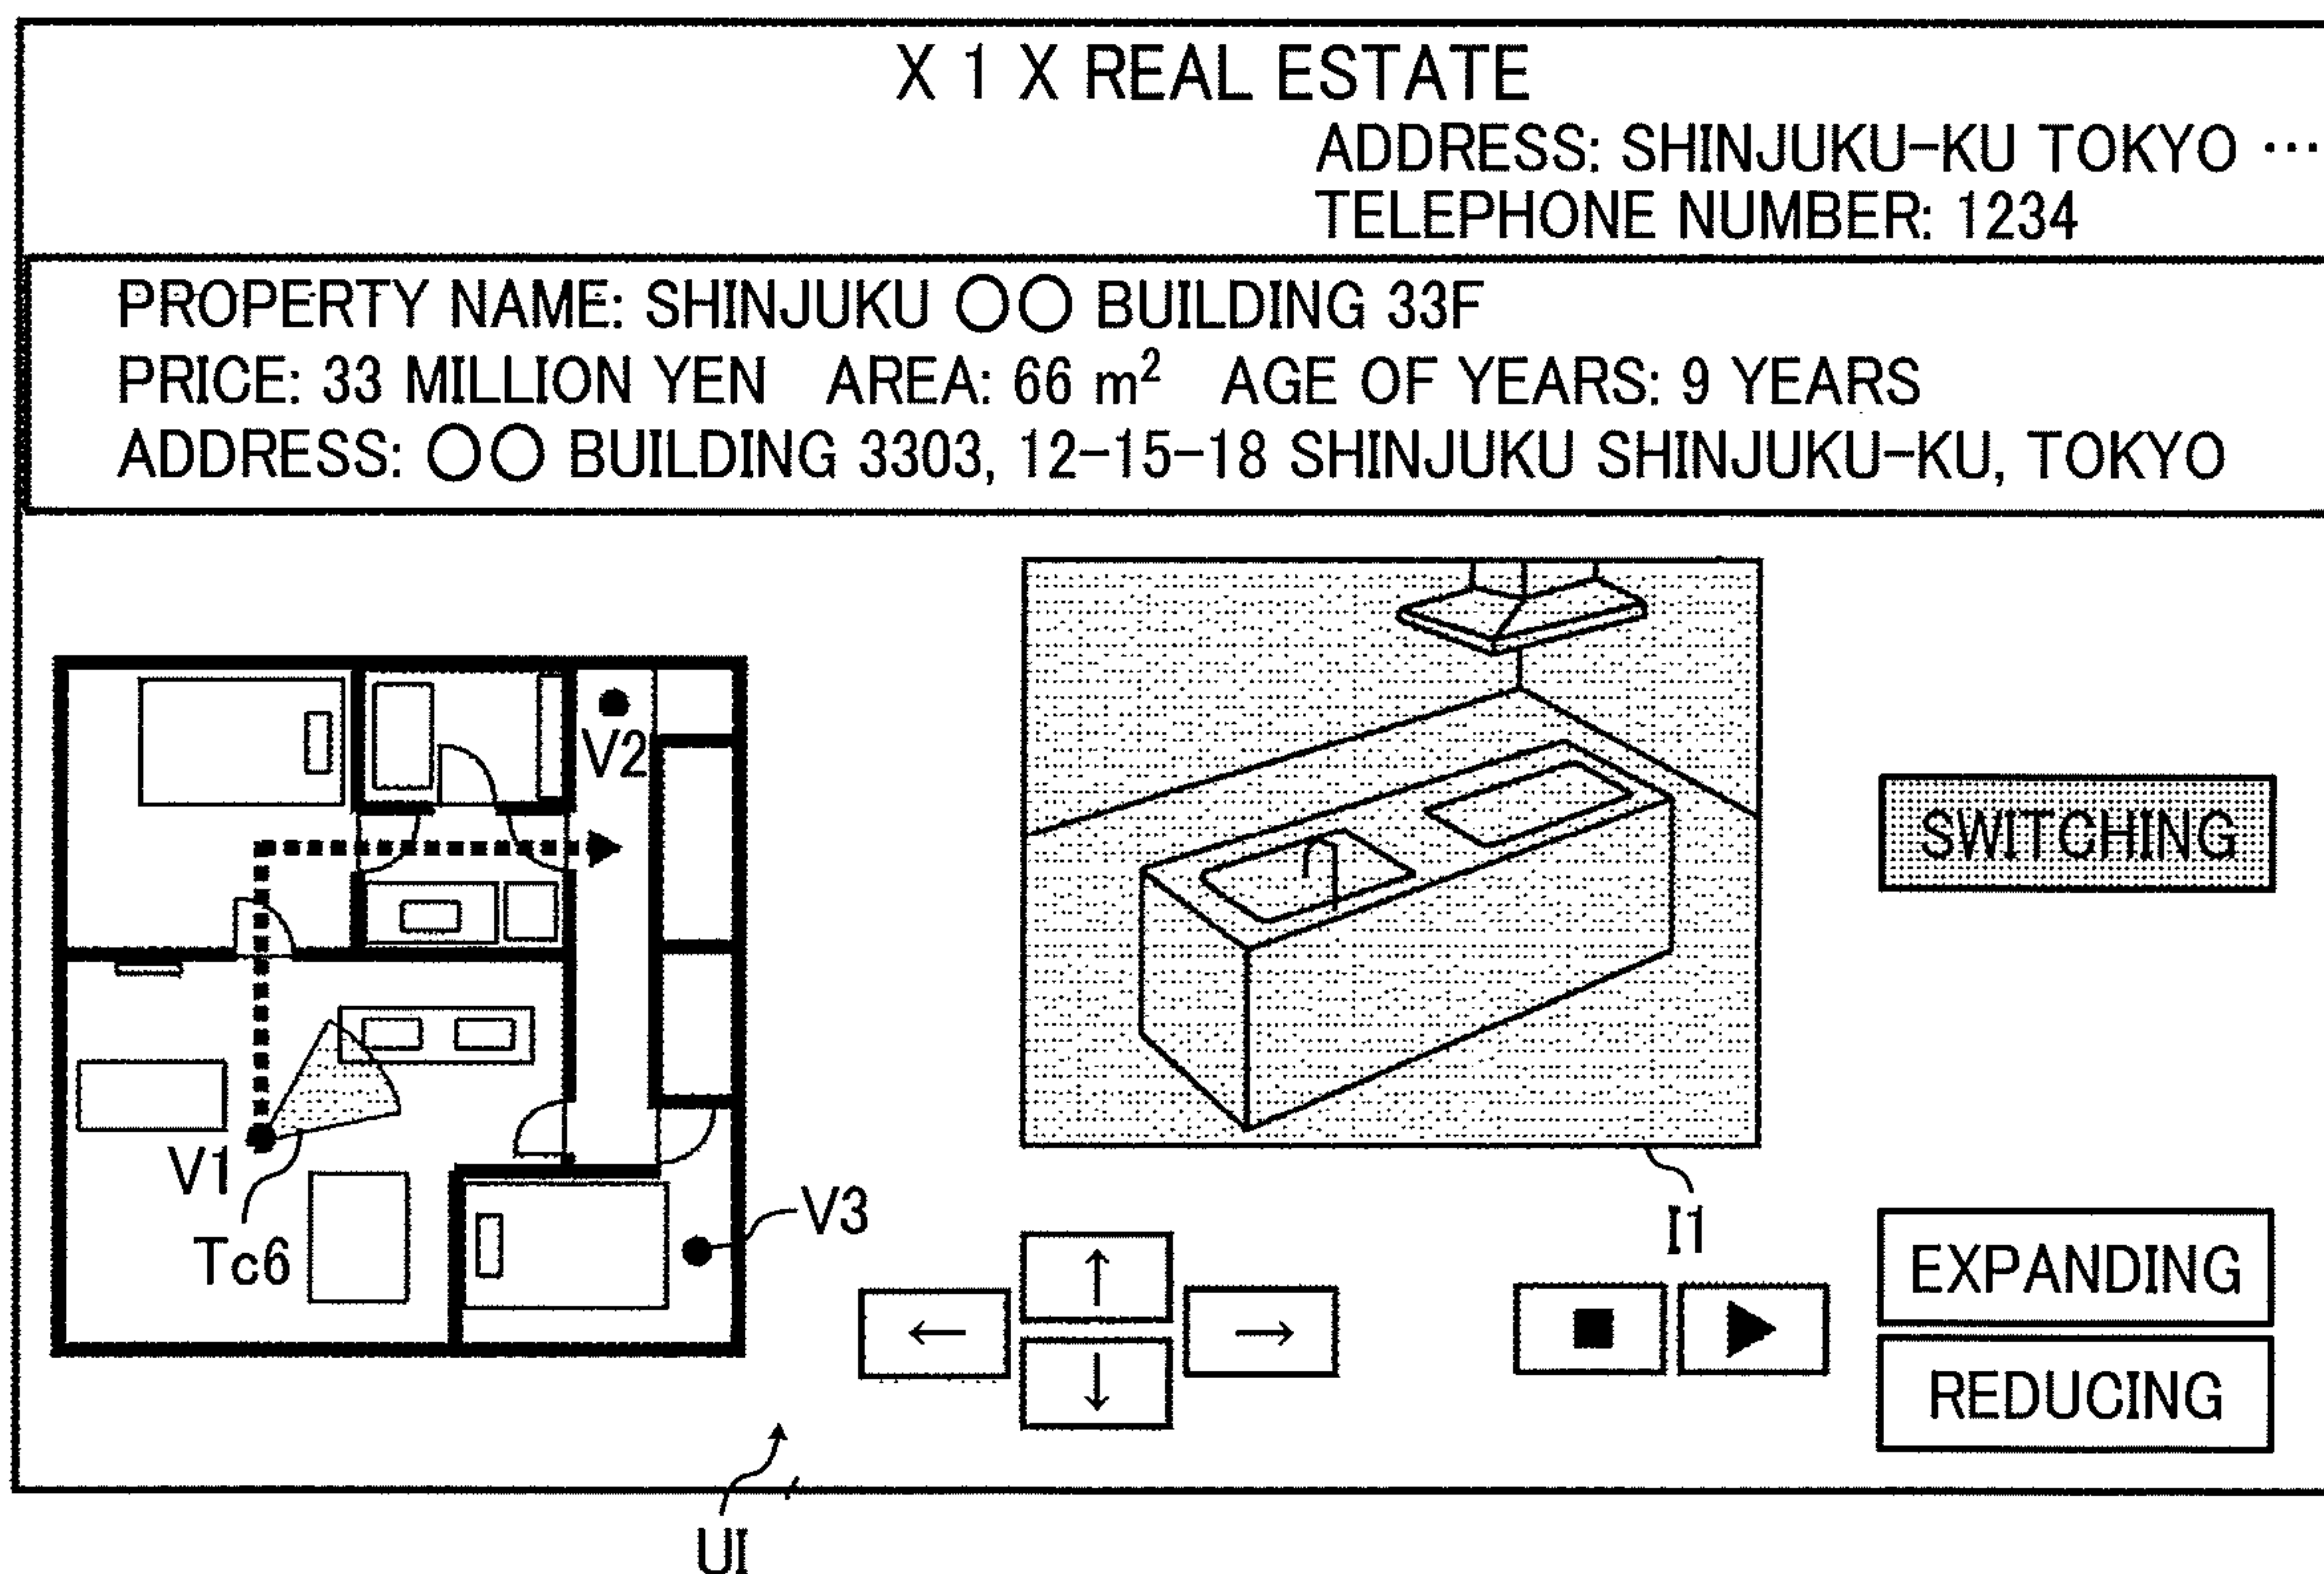 X 1 X REAL ESTATE
ADDRESS: SHINJUKU-KU TOKYO ···
TELEPHONE NUMBER: 1234
PROPERTY NAME: SHINJUKU ○○ BUILDING 33F
PRICE: 33 MILLION YEN AREA: 66 m² AGE OF YEARS: 9 YEARS
ADDRESS: ○○ BUILDING 3303, 12-15-18 SHINJUKU SHINJUKU-KU, TOKYO
V2
SWITCHING
V1
Tc6
V3
I1
↑
← →
↓
■ ▶
EXPANDING
REDUCING
UI